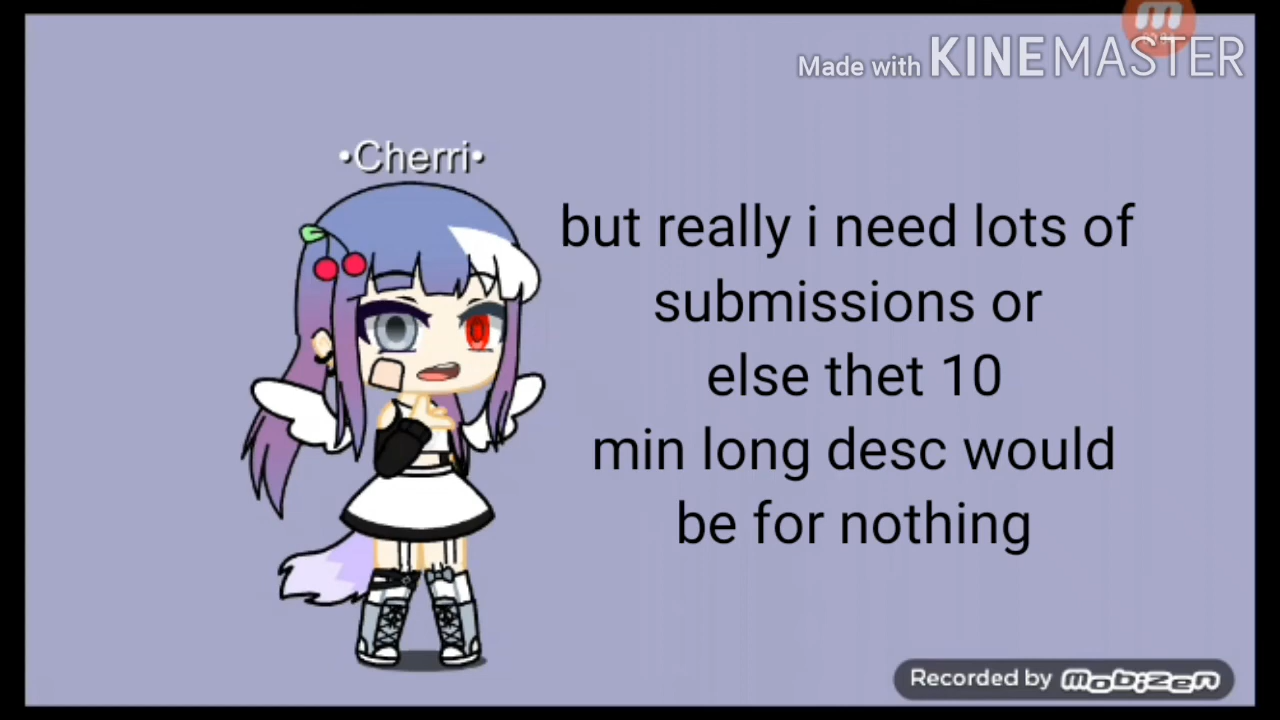 Made with KINEMASTER
•Cherri•
but really i need lots of
submissions or
else thet 10
min long desc would
be for nothing
Recorded by mobizen